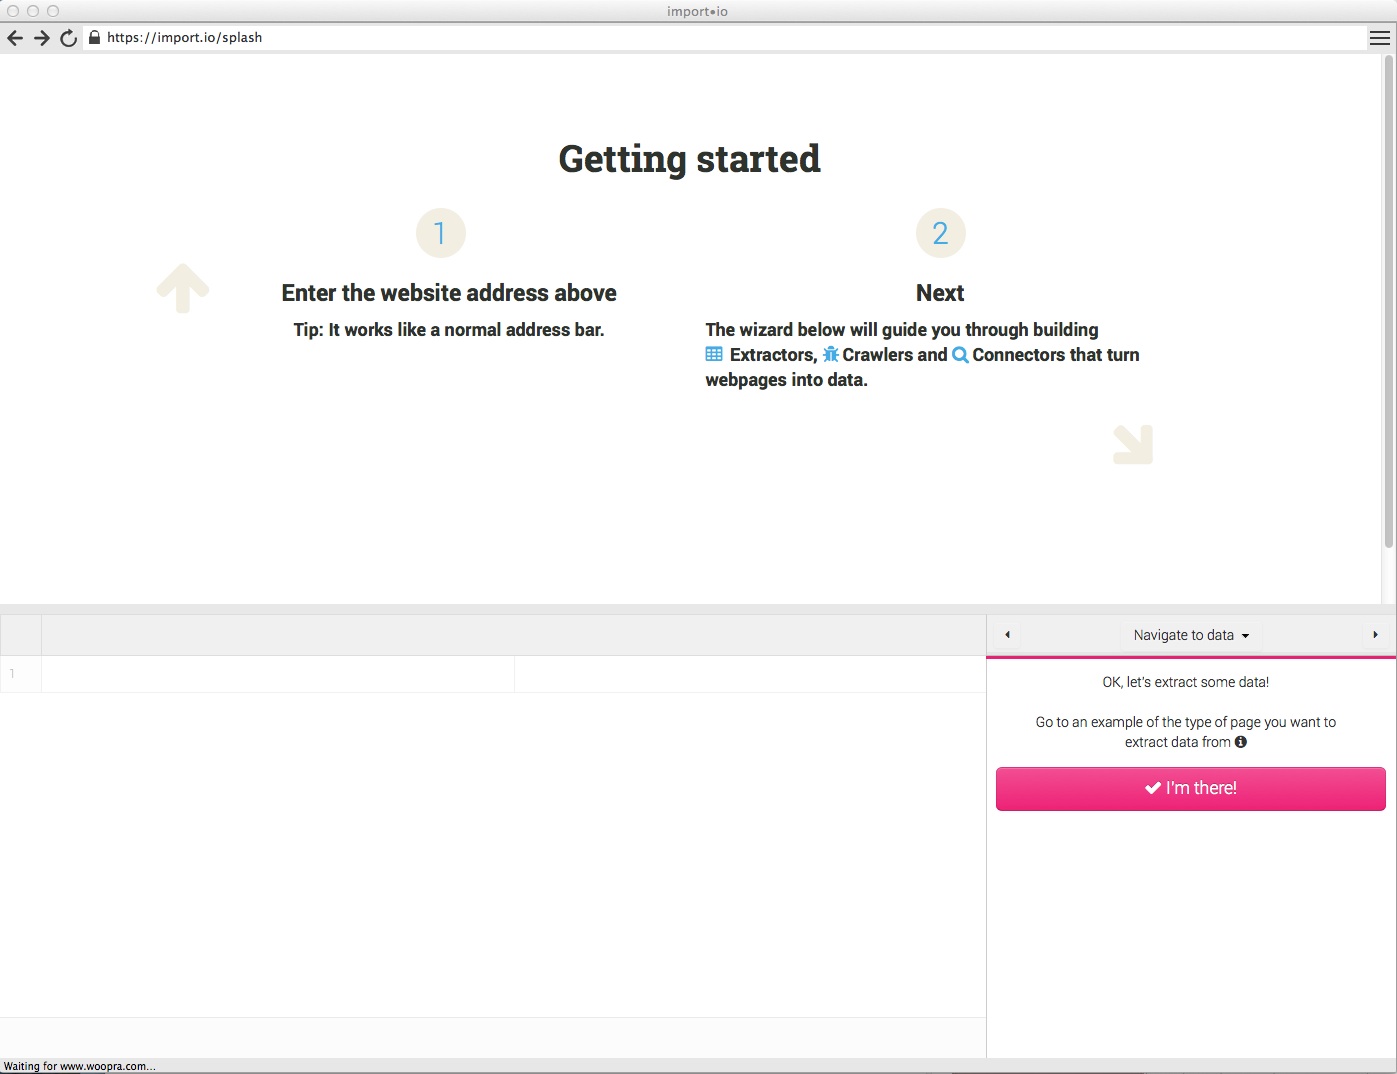 import•io
https://import.io/splash
Getting started
1
Enter the website address above
Tip: It works like a normal address bar.
2
Next
The wizard below will guide you through building
Extractors, Crawlers and Connectors that turn
webpages into data.
Navigate to data
1
OK, let's extract some data!
Go to an example of the type of page you want to
extract data from
I'm there!
Waiting for www.woopra.com...